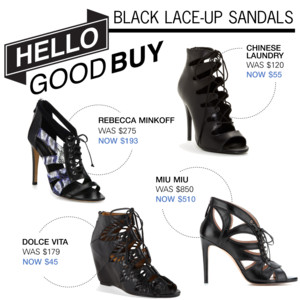 BLACK LACE-UP SANDALS
HELLO
GOOD BUY
CHINESE
LAUNDRY
WAS $120
NOW $55
REBECCA MINKOFF
WAS $275
NOW $193
MIU MIU
WAS $850
NOW $510
DOLCE VITA
WAS $179
NOW $45